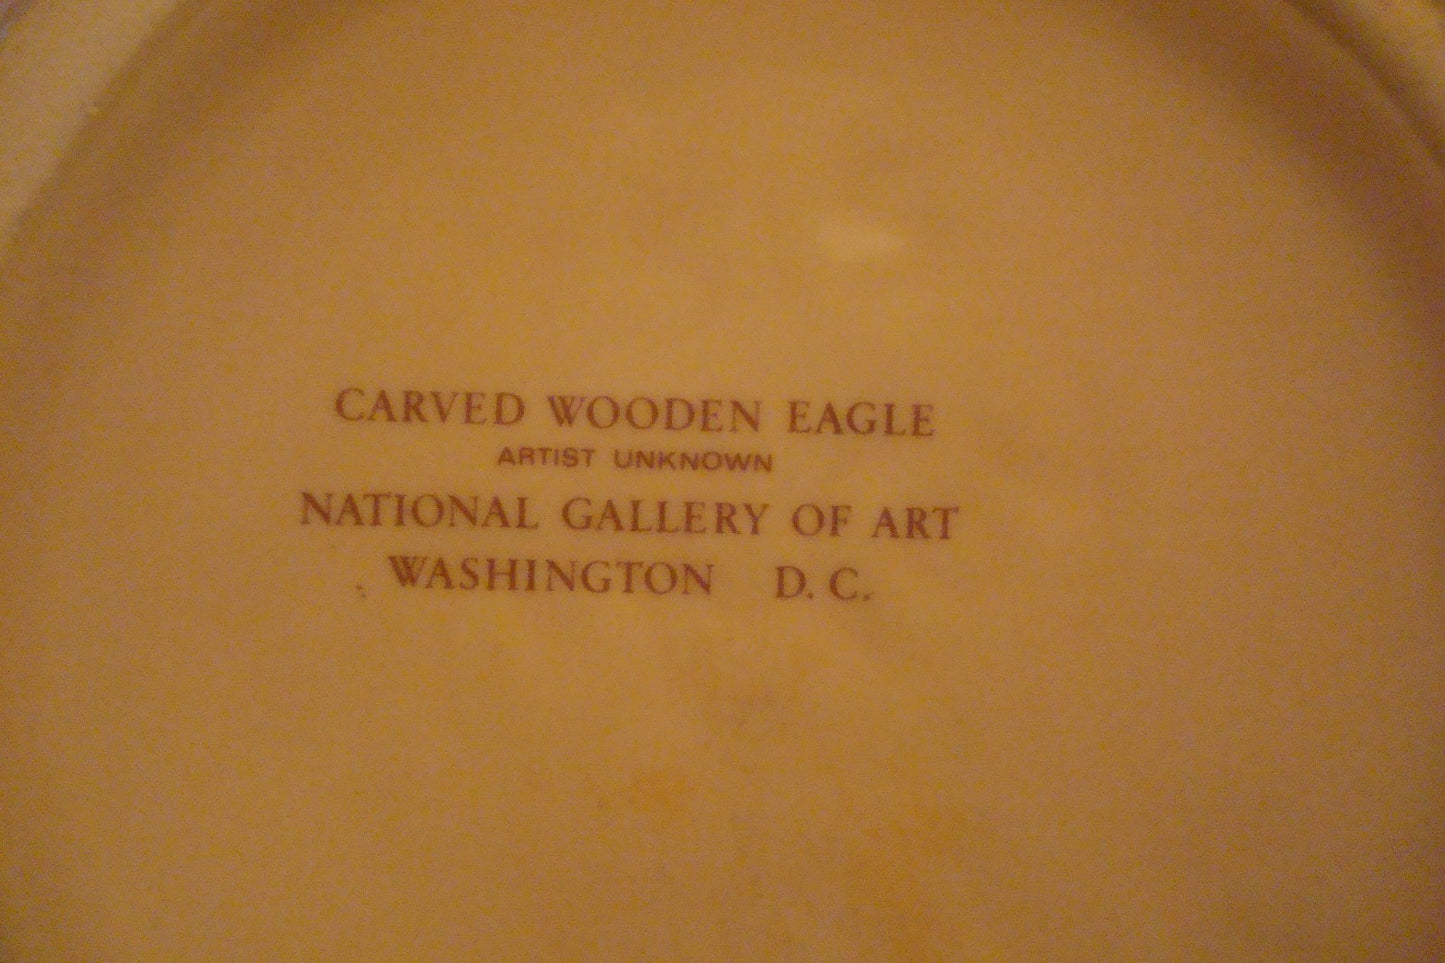 CARVED WOODEN EAGLE
ARTIST UNKNOWN
NATIONAL GALLERY OF ART
WASHINGTON D. C.